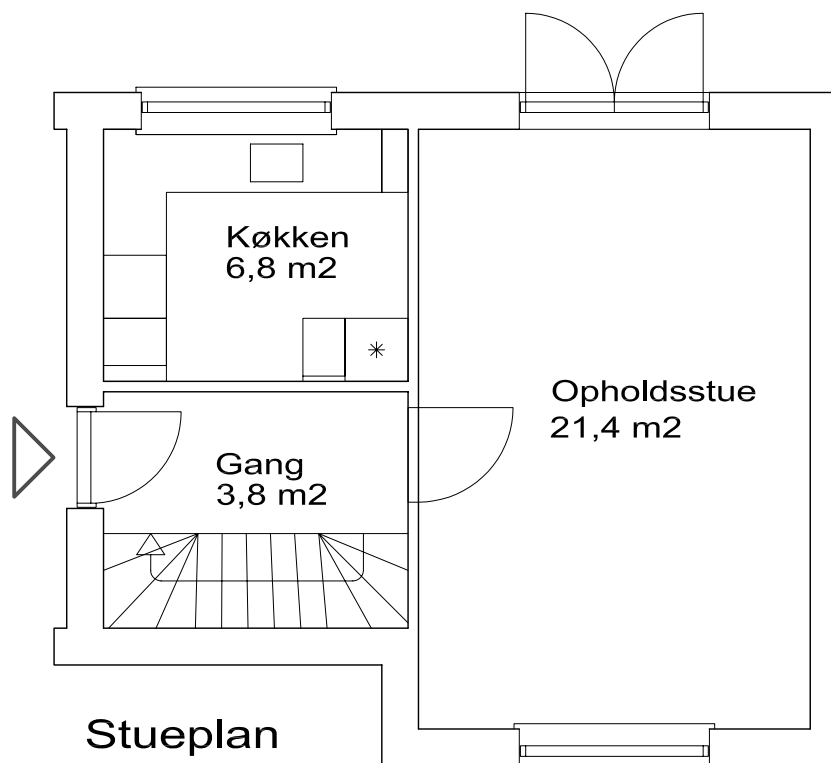 Køkken
6,8 m2
Opholdsstue
21,4 m2
Gang
3,8 m2
Stueplan